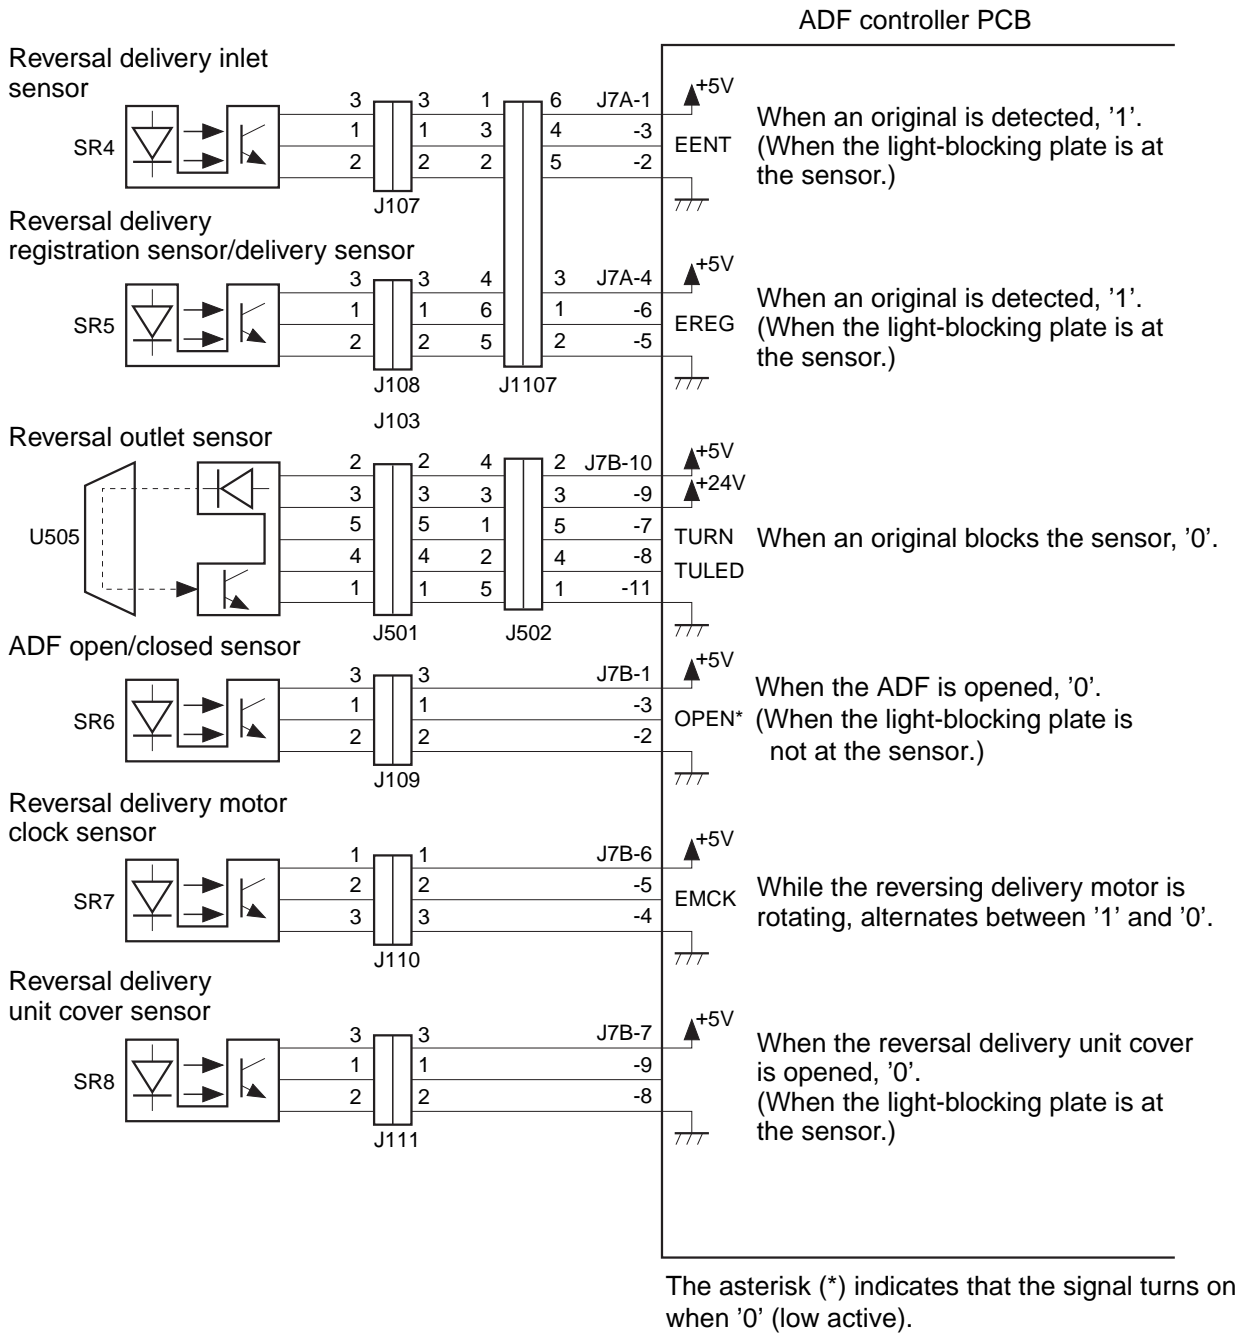 ADF controller PCB
Reversal delivery inlet
sensor
SR4
3 3 1 6 J7A-1 +5V
1 1 3 4 -3 EENT
2 2 2 5 -2
J107
When an original is detected, ’1’.
(When the light-blocking plate is at
the sensor.)
Reversal delivery
registration sensor/delivery sensor
SR5
3 3 4 3 J7A-4 +5V
1 1 6 1 -6 EREG
2 2 5 2 -5
J108 J1107
When an original is detected, ’1’.
(When the light-blocking plate is at
the sensor.)
J103
Reversal outlet sensor
U505
2 2 4 2 J7B-10 +5V
3 3 3 3 -9 +24V
5 5 1 5 -7 TURN
4 4 2 4 -8 TULED
1 1 5 1 -11
J501 J502
When an original blocks the sensor, ’0’.
ADF open/closed sensor
SR6
3 3 J7B-1 +5V
1 1 -3 OPEN*
2 2 -2
J109
When the ADF is opened, ’0’.
(When the light-blocking plate is
not at the sensor.)
Reversal delivery motor
clock sensor
SR7
1 1 J7B-6 +5V
2 2 -5 EMCK
3 3 -4
J110
While the reversing delivery motor is
rotating, alternates between ’1’ and ’0’.
Reversal delivery
unit cover sensor
SR8
3 3 J7B-7 +5V
1 1 -9
2 2 -8
J111
When the reversal delivery unit cover
is opened, ’0’.
(When the light-blocking plate is at
the sensor.)
The asterisk (*) indicates that the signal turns on
when '0' (low active).